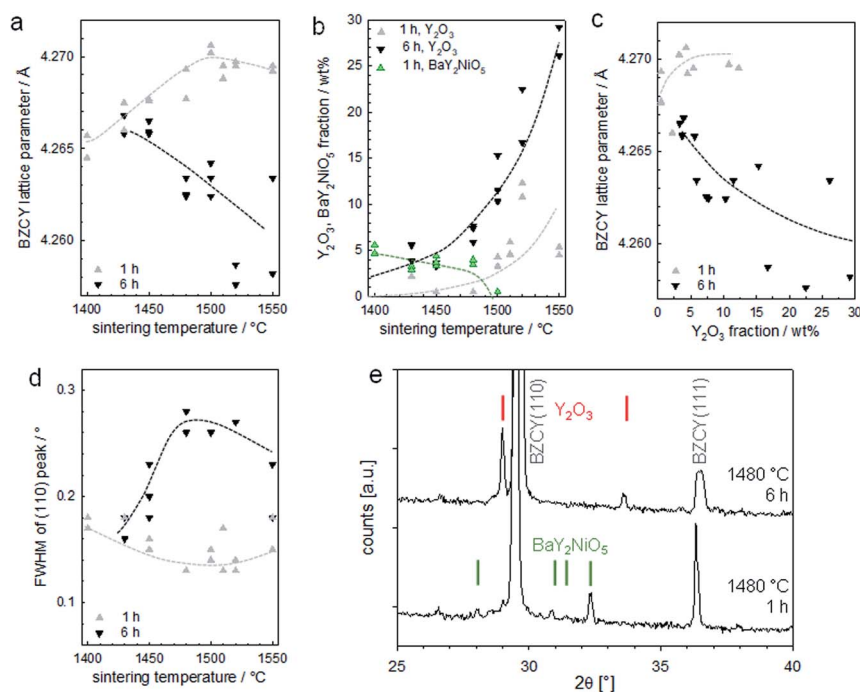 a
BZCY lattice parameter / Å
4.270
4.265
4.260
1 h
6 h
1400 1450 1500 1550
sintering temperature / °C
b
Y2O3, BaY2NiO5 fraction / wt%
30
25
20
15
10
5
0
1 h, Y2O3
6 h, Y2O3
1h, BaY2NiO5
1400 1450 1500 1550
sintering temperature / °C
c
BZCY lattice parameter / Å
4.270
4.265
4.260
1 h
6 h
0 5 10 15 20 25 30
Y2O3 fraction / wt%
d
FWHM of (110) peak / °
0.3
0.2
0.1
1 h
6 h
1400 1450 1500 1550
sintering temperature / °C
e
counts [a.u.]
Y2O3
BZCY(110)
BZCY(111)
1480 °C
6 h
BaY2NiO5
1480 °C
1 h
25 30 35 40
2θ [°]